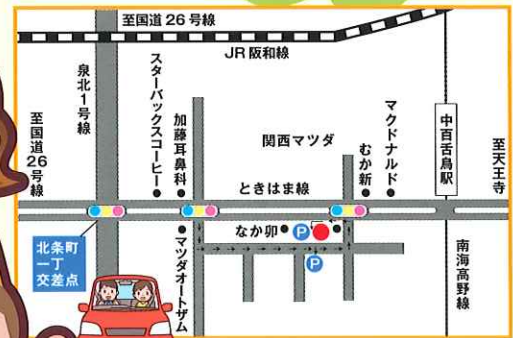 至国道26号線
JR阪和線
泉北1号線
至国道26号線
スターバックスコーヒー
加藤耳鼻科
関西マツダ
むか新
マクドナルド
中百舌鳥駅
至天王寺
ときはま線
なか卯
P
P
北条町
一丁
交差点
マツダオートザム
南海高野線